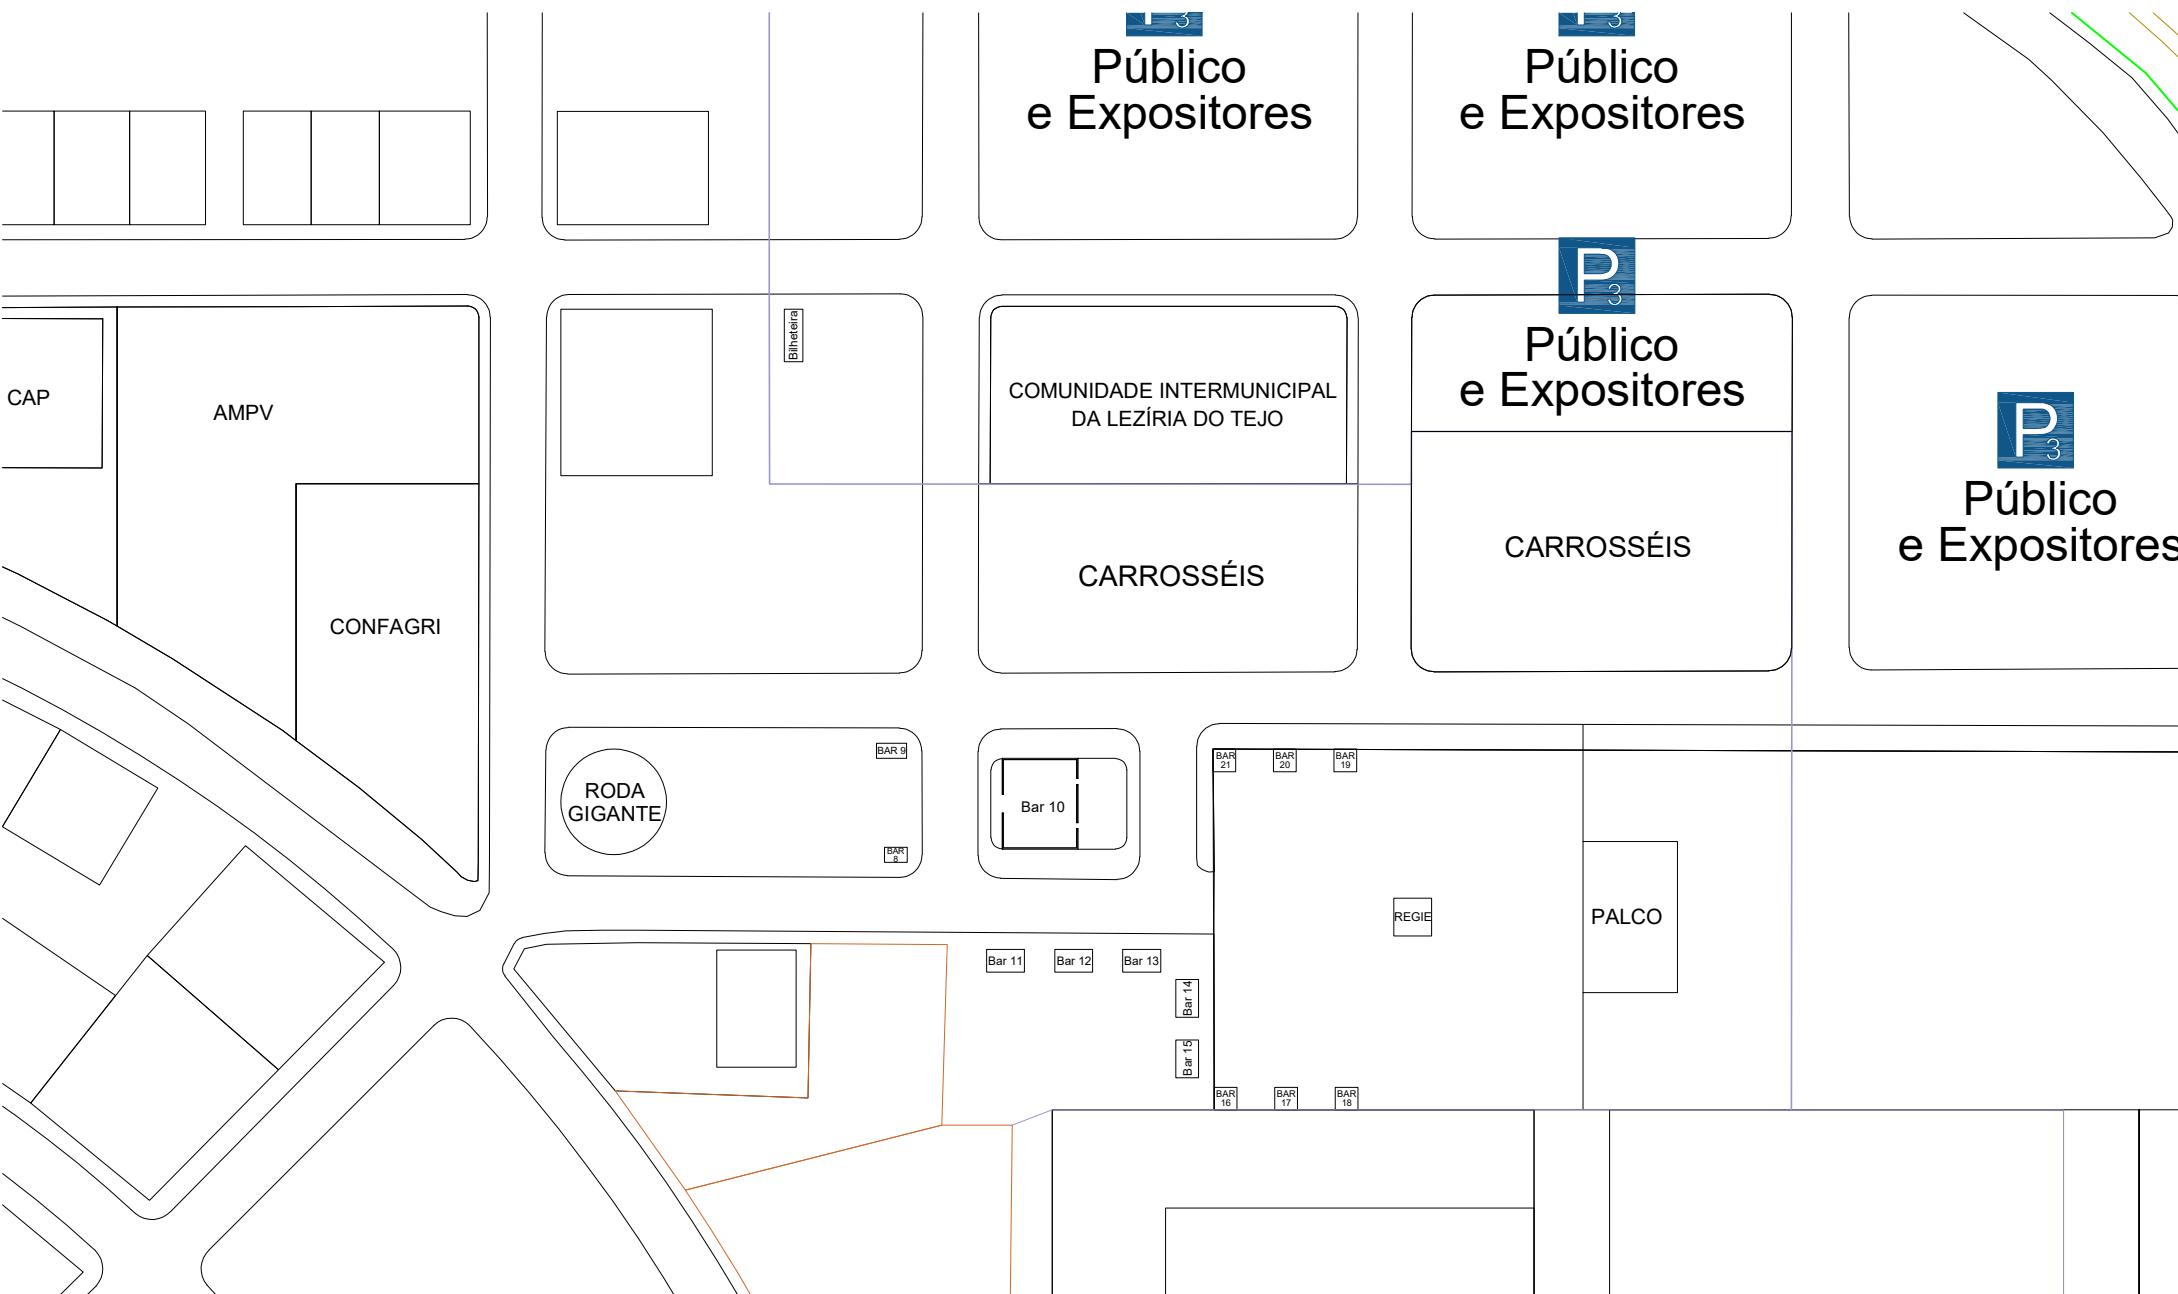 P
3
Público
e Expositores
P
3
Público
e Expositores
P
3
Público
e Expositores
Bilheteira
CAP
AMPV
COMUNIDADE INTERMUNICIPAL
DA LEZÍRIA DO TEJO
P
3
Público
e Expositores
CARROSSÉIS
CARROSSÉIS
CONFAGRI
BAR 9
RODA
GIGANTE
BAR
8
Bar 10
BAR
21
BAR
20
BAR
19
REGIE
PALCO
Bar 11
Bar 12
Bar 13
Bar 14
Bar 15
BAR
16
BAR
17
BAR
18